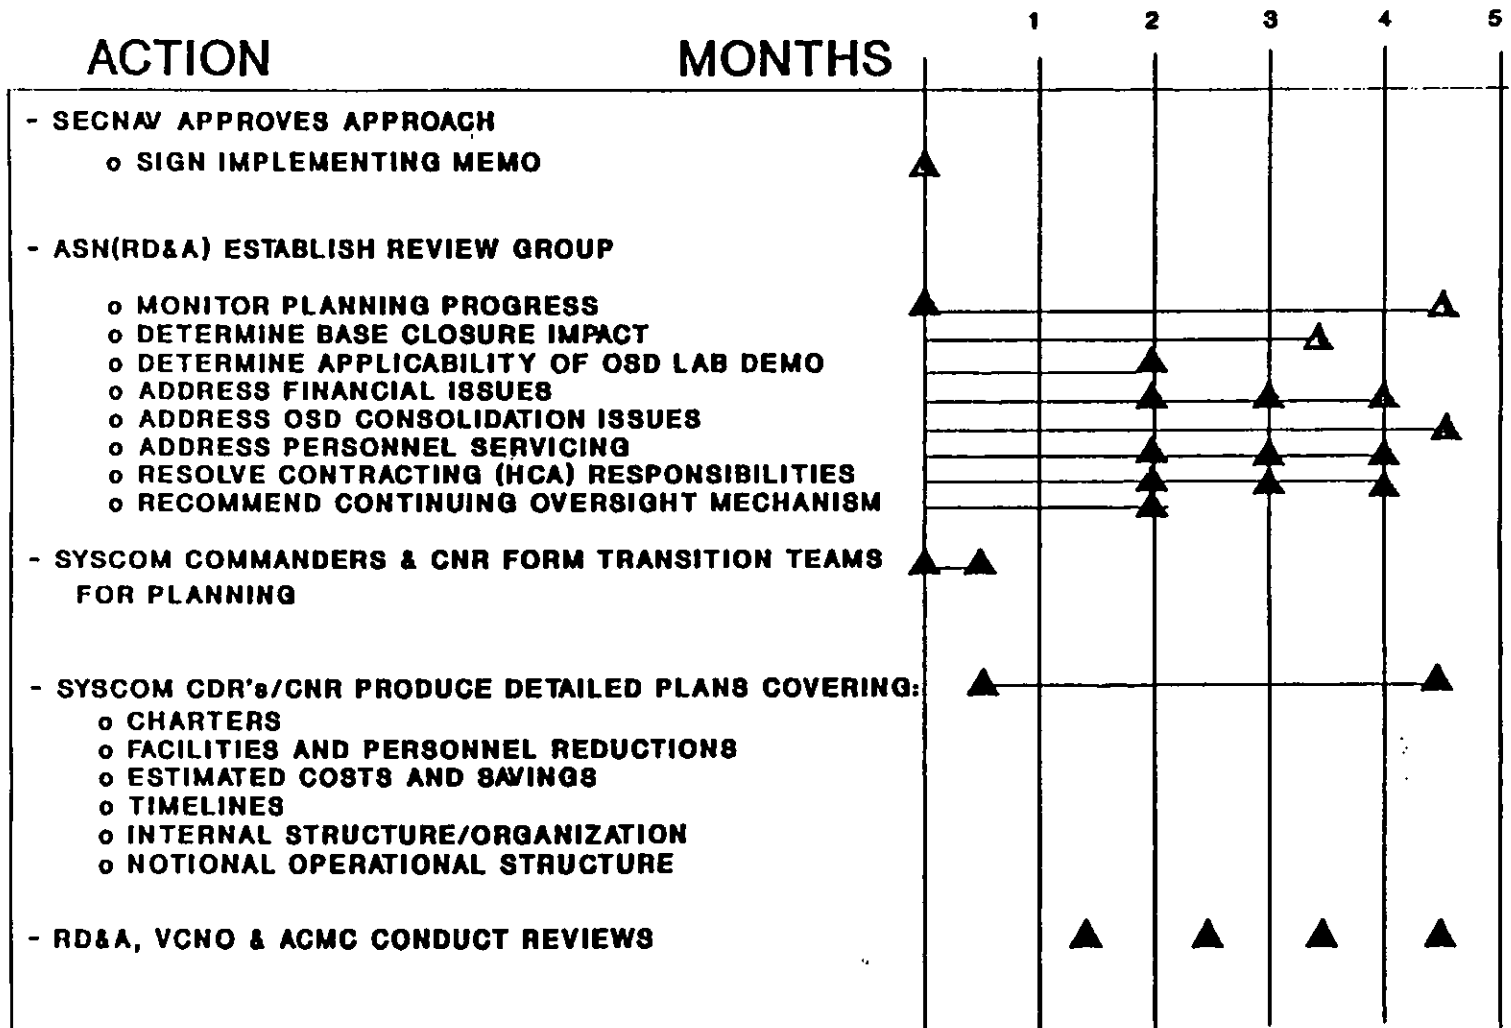 1 2 3 4 5
ACTION MONTHS
- SECNAV APPROVES APPROACH
o SIGN IMPLEMENTING MEMO
- ASN(RD&A) ESTABLISH REVIEW GROUP
o MONITOR PLANNING PROGRESS
o DETERMINE BASE CLOSURE IMPACT
o DETERMINE APPLICABILITY OF OSD LAB DEMO
o ADDRESS FINANCIAL ISSUES
o ADDRESS OSD CONSOLIDATION ISSUES
o ADDRESS PERSONNEL SERVICING
o RESOLVE CONTRACTING (HCA) RESPONSIBILITIES
o RECOMMEND CONTINUING OVERSIGHT MECHANISM
- SYSCOM COMMANDERS & CNR FORM TRANSITION TEAMS
FOR PLANNING
- SYSCOM CDR's/CNR PRODUCE DETAILED PLANS COVERING:
o CHARTERS
o FACILITIES AND PERSONNEL REDUCTIONS
o ESTIMATED COSTS AND SAVINGS
o TIMELINES
o INTERNAL STRUCTURE/ORGANIZATION
o NOTIONAL OPERATIONAL STRUCTURE
- RD&A, VCNO & ACMC CONDUCT REVIEWS